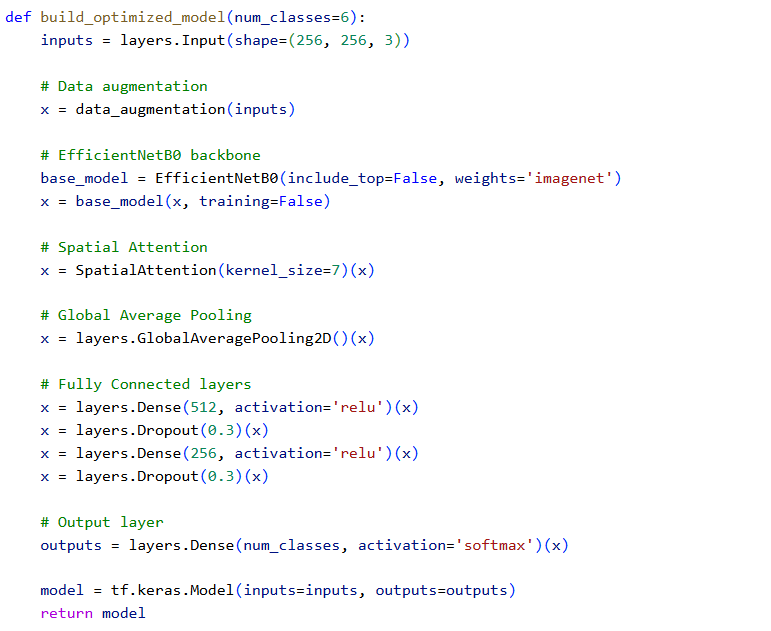 def build_optimized_model(num_classes=6):
    inputs = layers.Input(shape=(256, 256, 3))

    # Data augmentation
    x = data_augmentation(inputs)

    # EfficientNetB0 backbone
    base_model = EfficientNetB0(include_top=False, weights='imagenet')
    x = base_model(x, training=False)

    # Spatial Attention
    x = SpatialAttention(kernel_size=7)(x)

    # Global Average Pooling
    x = layers.GlobalAveragePooling2D()(x)

    # Fully Connected layers
    x = layers.Dense(512, activation='relu')(x)
    x = layers.Dropout(0.3)(x)
    x = layers.Dense(256, activation='relu')(x)
    x = layers.Dropout(0.3)(x)

    # Output layer
    outputs = layers.Dense(num_classes, activation='softmax')(x)

    model = tf.keras.Model(inputs=inputs, outputs=outputs)
    return model